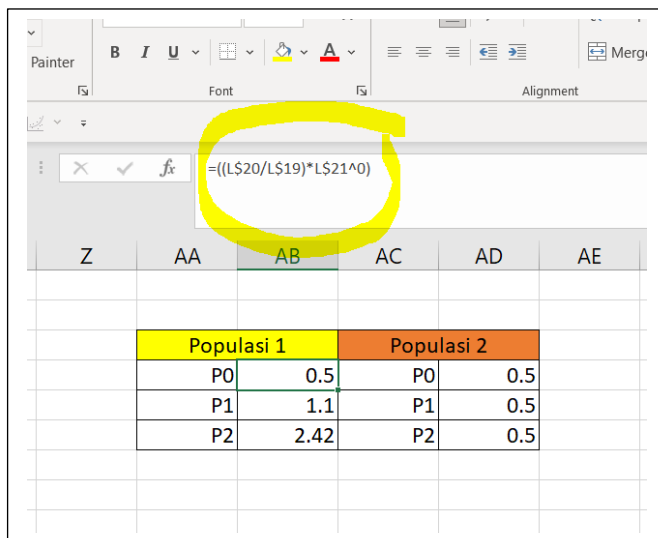 Painter
B I U A
Merg
Font
Alignment
fx
=((L$20/L$19)*L$21^0)
Z AA AB AC AD AE
Populasi 1 Populasi 2
P0 0.5 P0 0.5
P1 1.1 P1 0.5
P2 2.42 P2 0.5